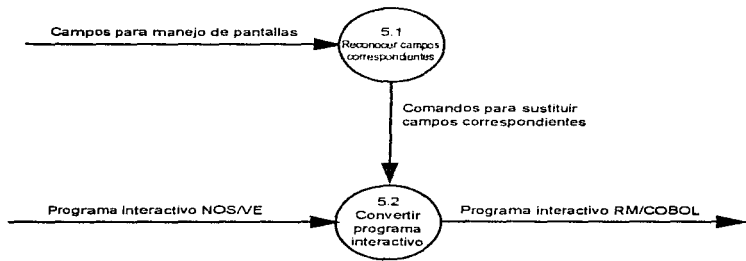 Campos para manejo de pantallas
5.1
Reconocer campos
correspondientes
Comandos para sustituir
campos correspondientes
Programa Interactivo NOS/VE
5.2
Convertir
programa
interactivo
Programa interactivo RM/COBOL